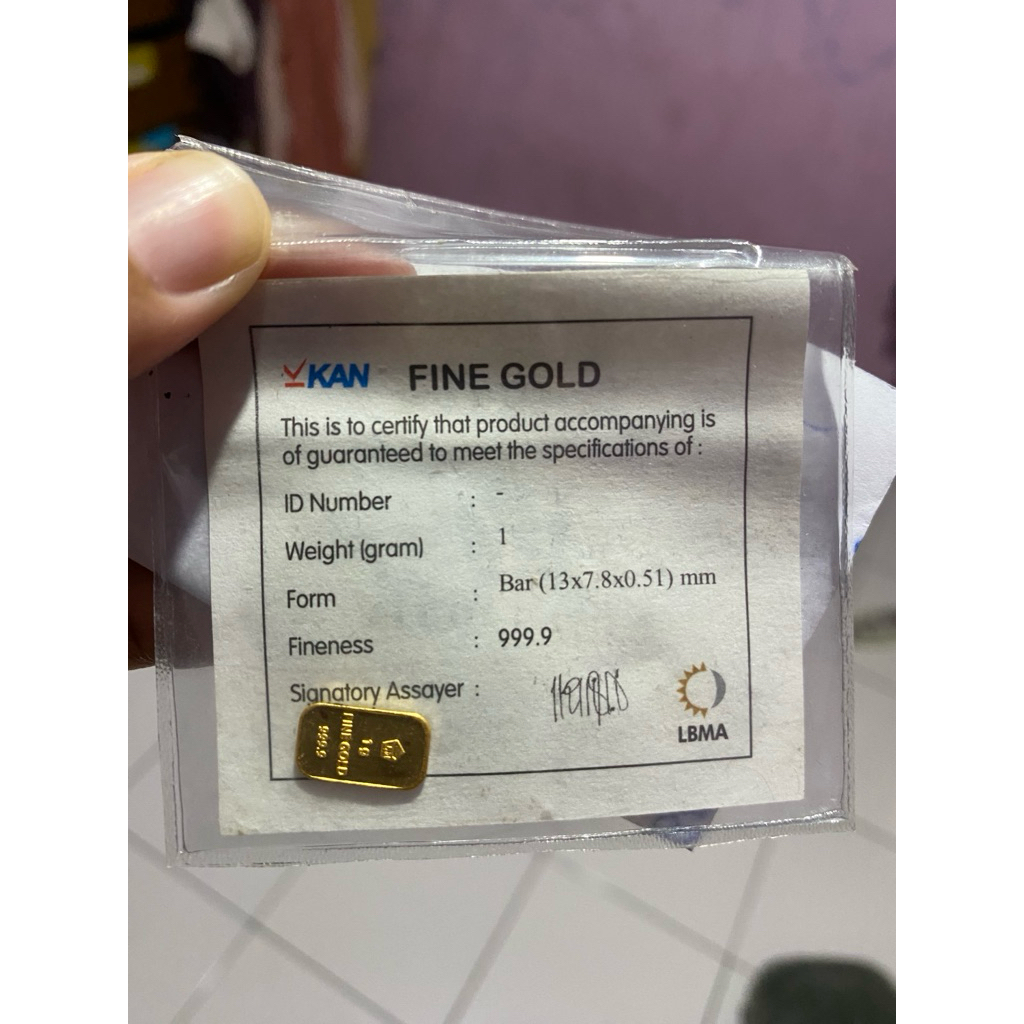 KAN FINE GOLD
This is to certify that product accompanying is
of guaranteed to meet the specifications of :
ID Number : -
Weight (gram) : 1
Form : Bar (13x7.8x0.51) mm
Fineness : 999.9
Signatory Assayer :
LBMA
1g
FINE GOLD
999.9